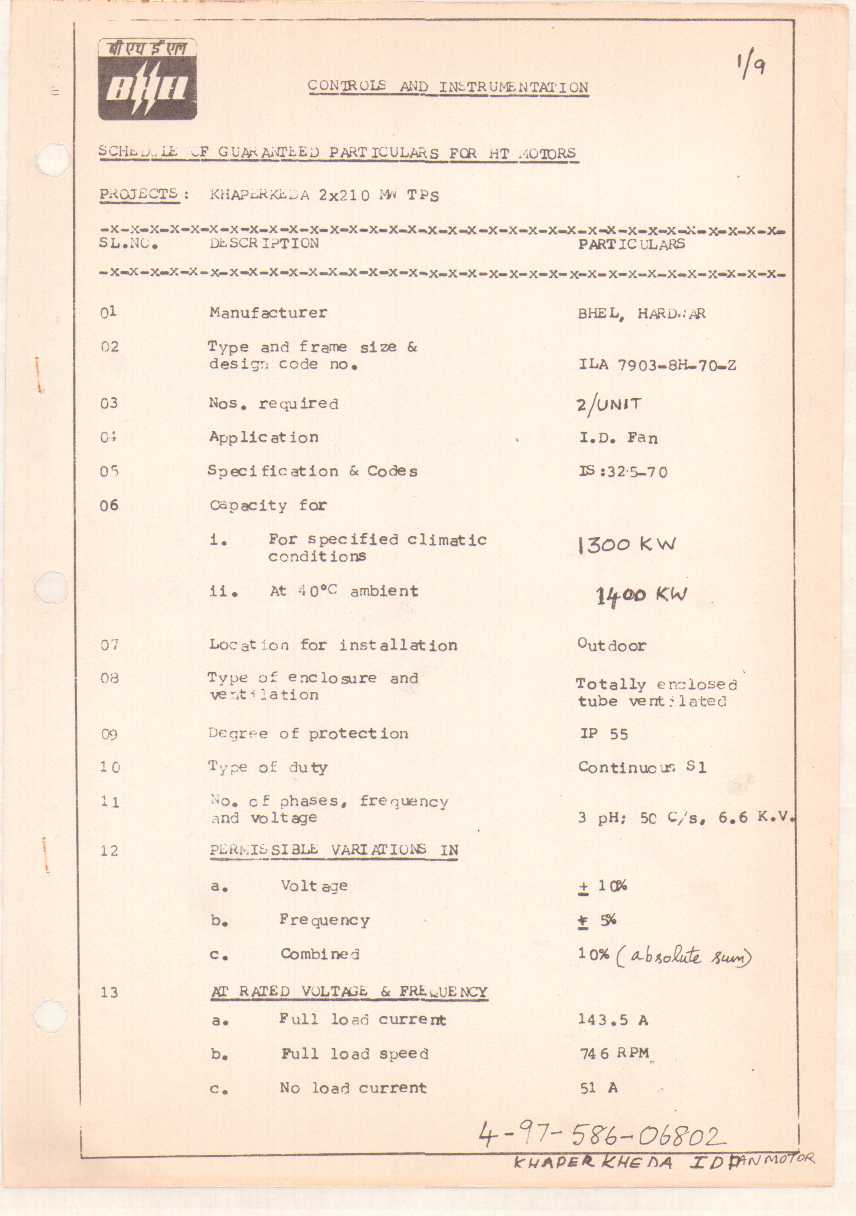 बी एच ई एल
BHEL
1/9
CONTROLS AND INSTRUMENTATION
SCHEDULE OF GUARANTEED PARTICULARS FOR HT MOTORS
PROJECTS: KHAPERKEDA 2x210 MW TPS
-x-x-x-x-x-x-x-x-x-x-x-x-x-x-x-x-x-x-x-x-x-x-x-x-x-x-x-x-x-x-x-x-x-x-
SL.NO. DESCRIPTION PARTICULARS
-x-x-x-x-x-x-x-x-x-x-x-x-x-x-x-x-x-x-x-x-x-x-x-x-x-x-x-x-x-x-x-x-x-x-
01 Manufacturer BHEL, HARDWAR
02 Type and frame size &
design code no. ILA 7903-8H-70-Z
03 Nos. required 2/UNIT
04 Application I.D. Fan
05 Specification & Codes IS:325-70
06 Capacity for
i. For specified climatic
conditions 1300 KW
ii. At 40°C ambient 1400 KW
07 Location for installation Outdoor
08 Type of enclosure and
ventilation Totally enclosed
tube ventilated
09 Degree of protection IP 55
10 Type of duty Continuous S1
11 No. of phases, frequency
and voltage 3 pH; 50 C/s, 6.6 K.V.
12 PERMISSIBLE VARIATIONS IN
a. Voltage ± 10%
b. Frequency ± 5%
c. Combined 10% (absolute sum)
13 AT RATED VOLTAGE & FREQUENCY
a. Full load current 143.5 A
b. Full load speed 746 RPM
c. No load current 51 A
4-97-586-06802
KHAPERKHEDA ID FAN MOTOR